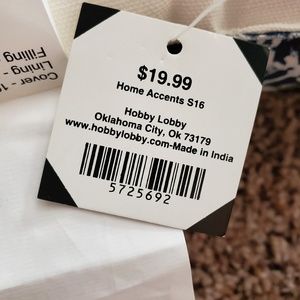 Cover - 1
Lining -
Filling
$19.99
Home Accents S16
Hobby Lobby
Oklahoma City, Ok 73179
www.hobbylobby.com-Made in India
5725692